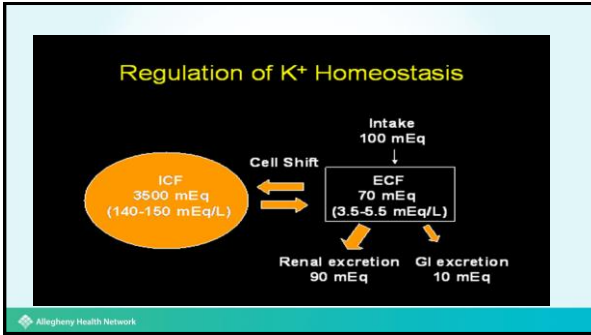 Regulation of K+ Homeostasis
Intake
100 mEq
Cell Shift
ICF
3500 mEq
(140-150 mEq/L)
ECF
70 mEq
(3.5-5.5 mEq/L)
Renal excretion
90 mEq
GI excretion
10 mEq
Allegheny Health Network